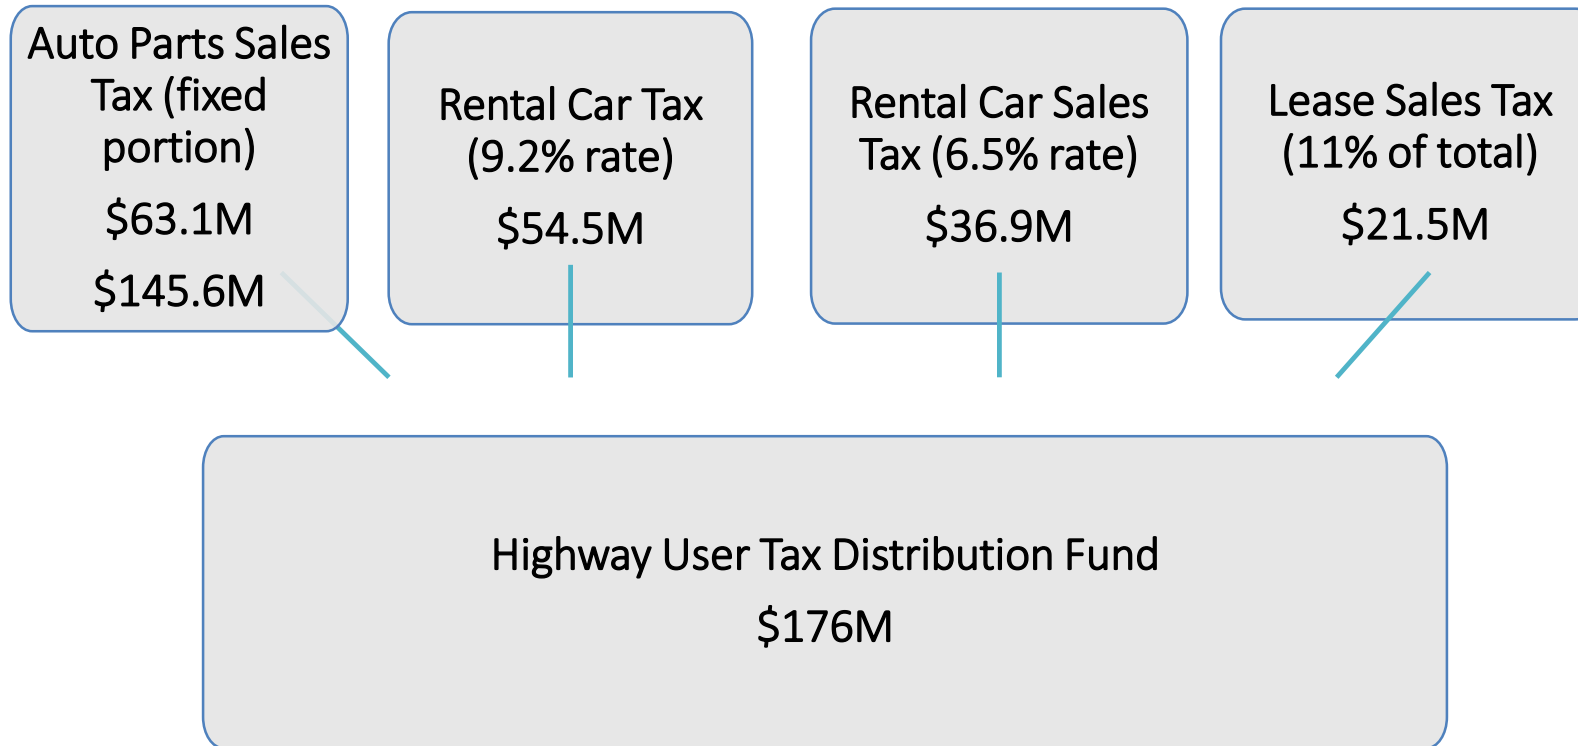 Auto Parts Sales
Tax (fixed
portion)
$63.1M
$145.6M
Rental Car Tax
(9.2% rate)
$54.5M
Rental Car Sales
Tax (6.5% rate)
$36.9M
Lease Sales Tax
(11% of total)
$21.5M
Highway User Tax Distribution Fund
$176M